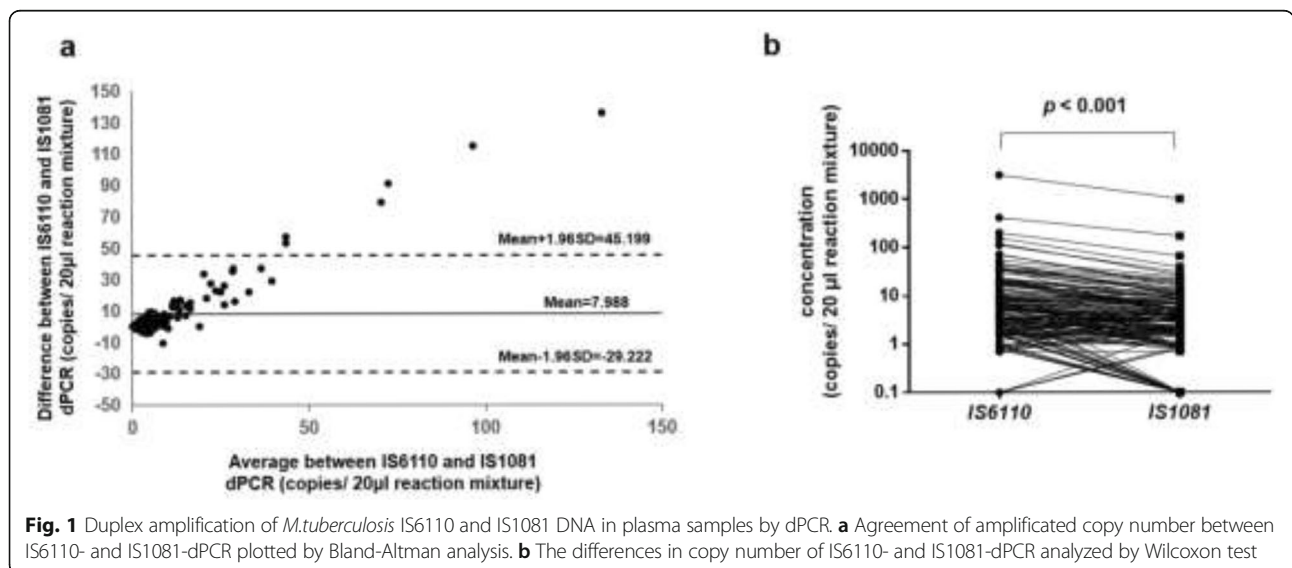 a
Difference between IS6110 and IS1081
dPCR (copies/ 20µl reaction mixture)
150
130
110
90
70
50
30
10
-10
-30
-50
Mean+1.96SD=45.199
Mean=7.988
Mean-1.96SD=-29.222
0
50
100
150
Average between IS6110 and IS1081
dPCR (copies/ 20µl reaction mixture)
b
p < 0.001
concentration
(copies/ 20 µl reaction mixture)
10000
1000
100
10
1
0.1
IS6110
IS1081
Fig. 1 Duplex amplification of M.tuberculosis IS6110 and IS1081 DNA in plasma samples by dPCR. a Agreement of amplificated copy number between
IS6110- and IS1081-dPCR plotted by Bland-Altman analysis. b The differences in copy number of IS6110- and IS1081-dPCR analyzed by Wilcoxon test